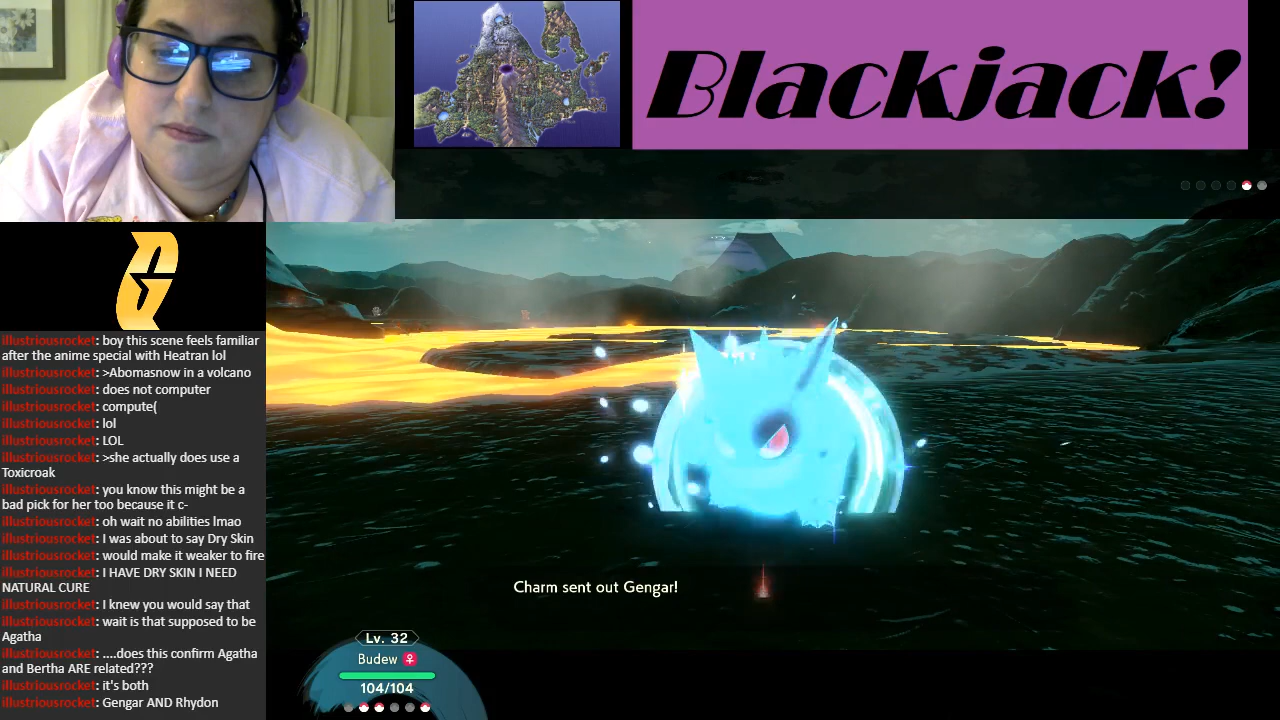 Blackjack!
illustriousrocket: boy this scene feels familiar
after the anime special with Heatran lol
illustriousrocket: >Abomasnow in a volcano
illustriousrocket: does not computer
illustriousrocket: compute(
illustriousrocket: lol
illustriousrocket: LOL
illustriousrocket: >she actually does use a
Toxicroak
illustriousrocket: you know this might be a
bad pick for her too because it c-
illustriousrocket: oh wait no abilities lmao
illustriousrocket: I was about to say Dry Skin
illustriousrocket: would make it weaker to fire
illustriousrocket: I HAVE DRY SKIN I NEED
NATURAL CURE
illustriousrocket: I knew you would say that
illustriousrocket: wait is that supposed to be
Agatha
illustriousrocket: ....does this confirm Agatha
and Bertha ARE related???
illustriousrocket: it's both
illustriousrocket: Gengar AND Rhydon
Charm sent out Gengar!
Lv. 32
Budew ♀
104/104